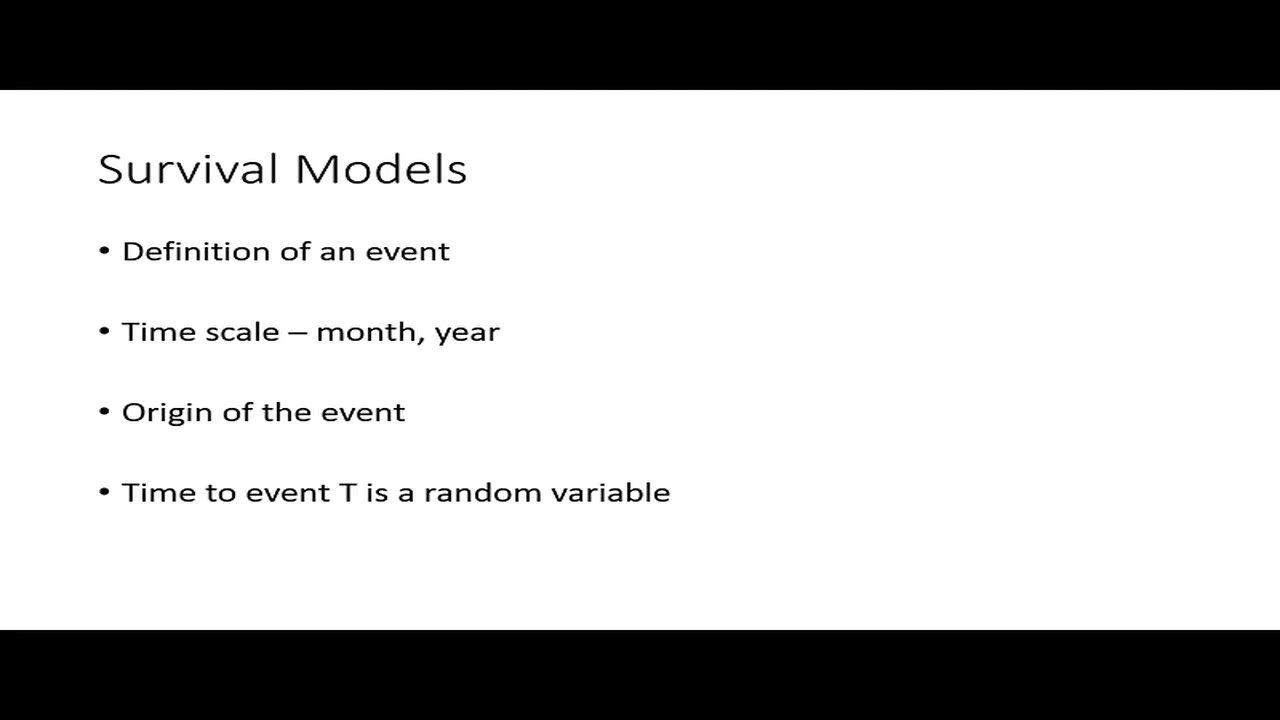 Survival Models
• Definition of an event
• Time scale – month, year
• Origin of the event
• Time to event T is a random variable